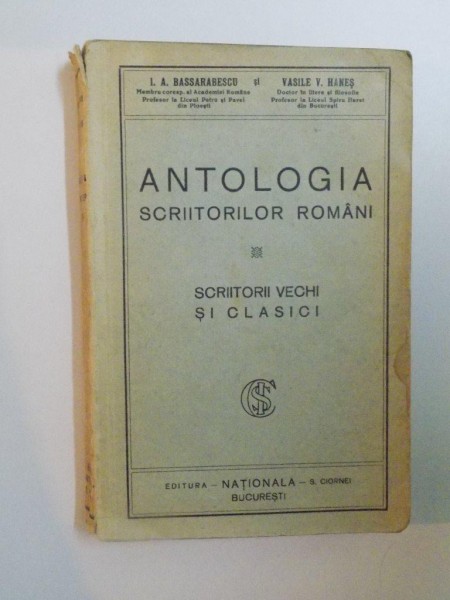 I. A. BASSARABESCU și VASILE V. HANEȘ
Membru coresp. al Academiei Române
Profesor la Liceul Petru și Pavel
din Ploești
Doctor în litere și filosofie
Profesor la Liceul Spiru Haret
din București
ANTOLOGIA
SCRIITORILOR ROMÂNI
SCRIITORII VECHI
ȘI CLASICI
EDITURA — NAȚIONALA — S. CIORNEI
BUCUREȘTI